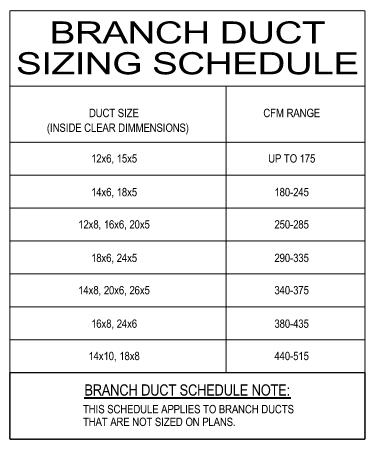 BRANCH DUCT
SIZING SCHEDULE
DUCT SIZE
(INSIDE CLEAR DIMMENSIONS)
CFM RANGE
12x6, 15x5
UP TO 175
14x6, 18x5
180-245
12x8, 16x6, 20x5
250-285
18x6, 24x5
290-335
14x8, 20x6, 26x5
340-375
16x8, 24x6
380-435
14x10, 18x8
440-515
BRANCH DUCT SCHEDULE NOTE:
THIS SCHEDULE APPLIES TO BRANCH DUCTS
THAT ARE NOT SIZED ON PLANS.